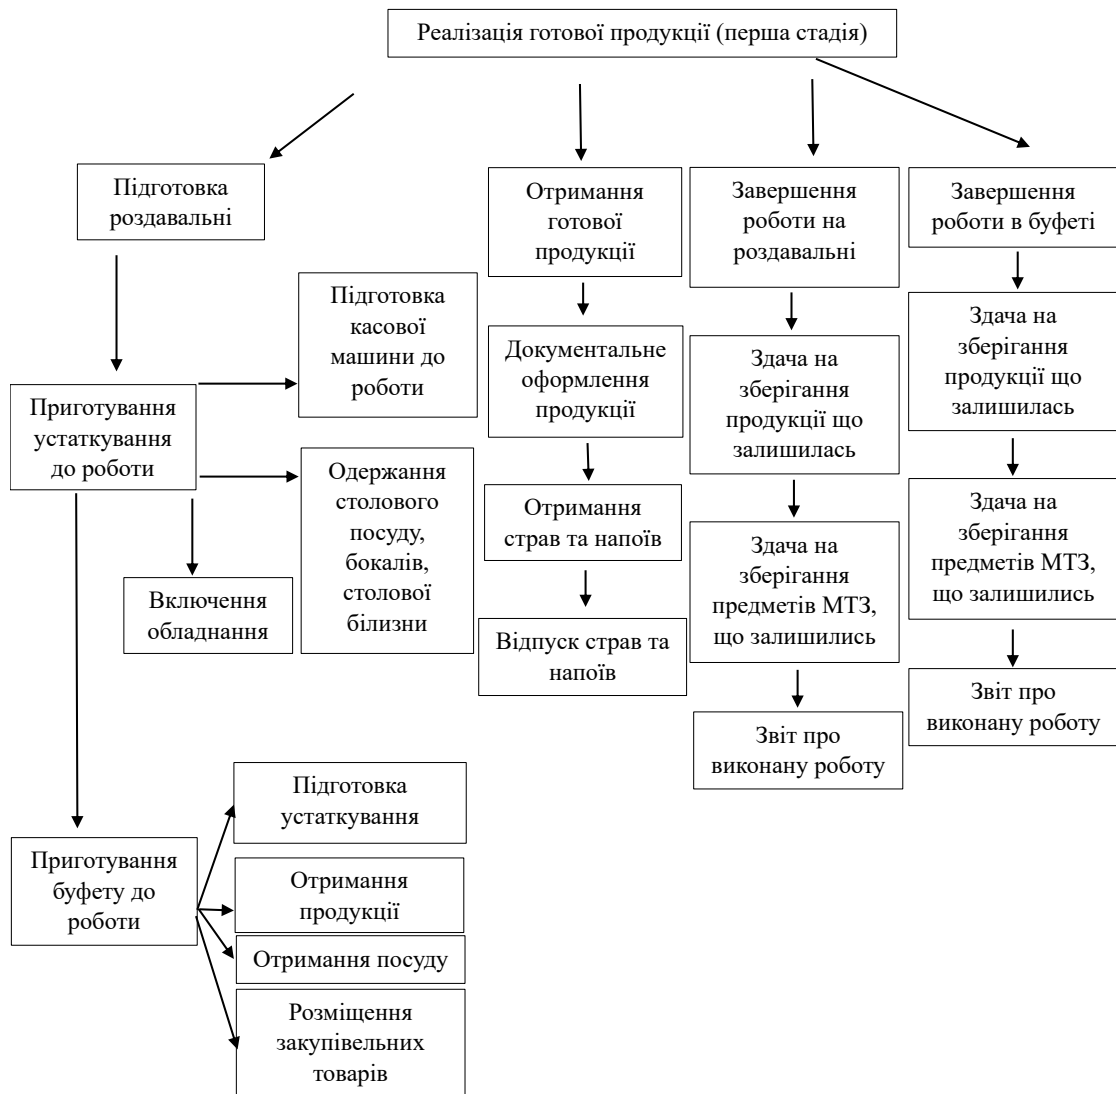 Реалізація готової продукції (перша стадія)
Підготовка
роздавальні
Приготування
устаткування
до роботи
Підготовка
касової
машини до
роботи
Одержання
столового
посуду,
бокалів,
столової
білизни
Включення
обладнання
Приготування
буфету до
роботи
Підготовка
устаткування
Отримання
продукції
Отримання посуду
Розміщення
закупівельних
товарів
Отримання
готової
продукції
Документальне
оформлення
продукції
Отримання
страв та напоїв
Відпуск страв та
напоїв
Завершення
роботи на
роздавальні
Здача на
зберігання
продукції що
залишилась
Здача на
зберігання
предметів МТЗ,
що залишились
Звіт про
виконану роботу
Завершення
роботи в буфеті
Здача на
зберігання
продукції що
залишилась
Здача на
зберігання
предметів МТЗ,
що залишились
Звіт про
виконану роботу